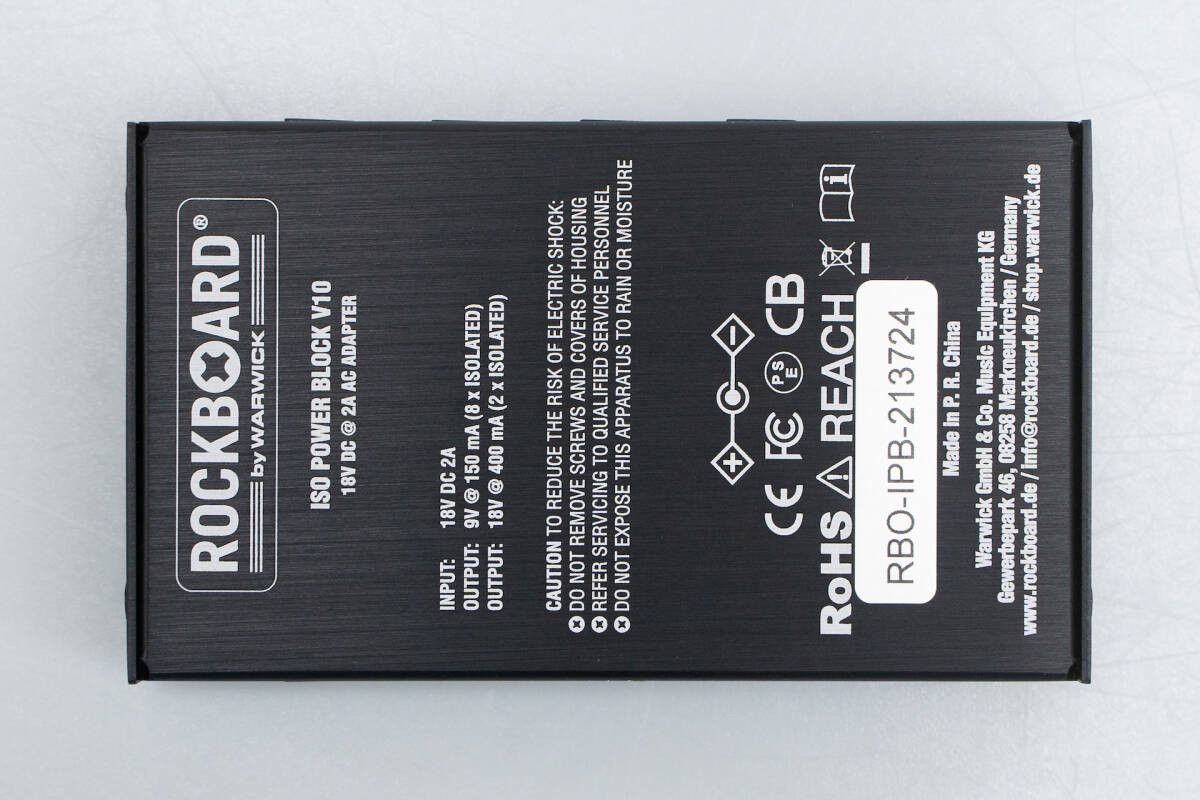 ROCKBOARD®
by WARWICK
ISO POWER BLOCK V10
18V DC @ 2A AC ADAPTER
INPUT: 18V DC 2A
OUTPUT: 9V @ 150 mA (8 x ISOLATED)
OUTPUT: 18V @ 400 mA (2 x ISOLATED)
CAUTION TO REDUCE THE RISK OF ELECTRIC SHOCK:
DO NOT REMOVE SCREWS AND COVERS OF HOUSING
REFER SERVICING TO QUALIFIED SERVICE PERSONNEL
DO NOT EXPOSE THIS APPARATUS TO RAIN OR MOISTURE
CE FC PSE CB
RoHS REACH
RBO-IPB-213724
Made in P. R. China
Warwick GmbH & Co. Music Equipment KG
Gewerbepark 46, 08258 Markneukirchen / Germany
www.rockboard.de / info@rockboard.de / shop.warwick.de